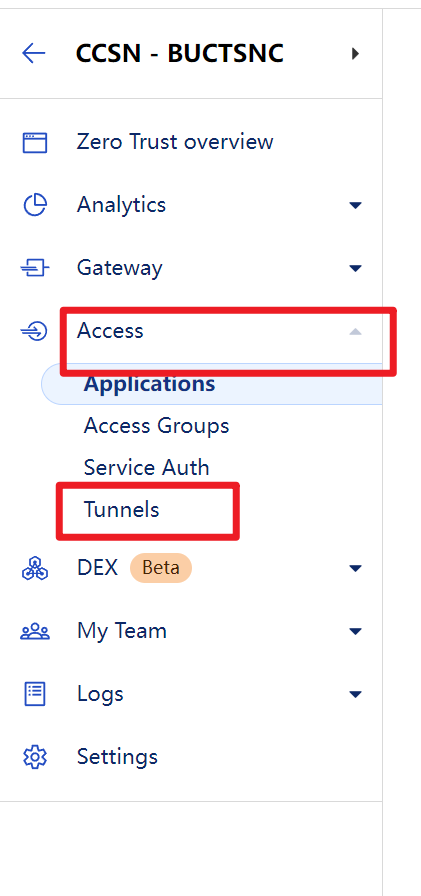 CCSN - BUCTSNC
Zero Trust overview
Analytics
Gateway
Access
Applications
Access Groups
Service Auth
Tunnels
DEX Beta
My Team
Logs
Settings